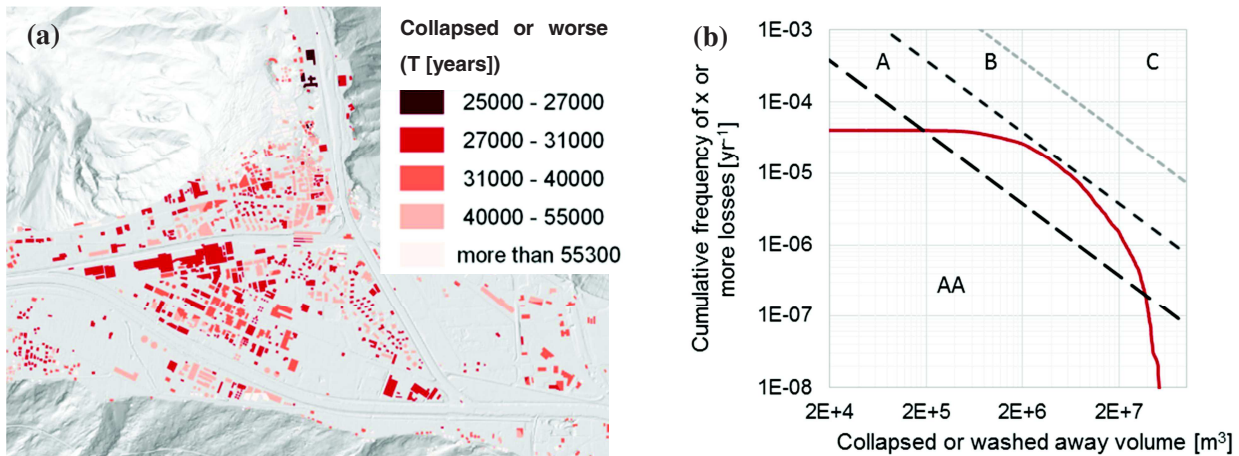 (a)
Collapsed or worse
(T [years])
25000 - 27000
27000 - 31000
31000 - 40000
40000 - 55000
more than 55300
(b)
Cumulative frequency of x or
more losses [yr⁻¹]
1E-03
1E-04
1E-05
1E-06
1E-07
1E-08
A
B
C
AA
2E+4
2E+5
2E+6
2E+7
Collapsed or washed away volume [m³]